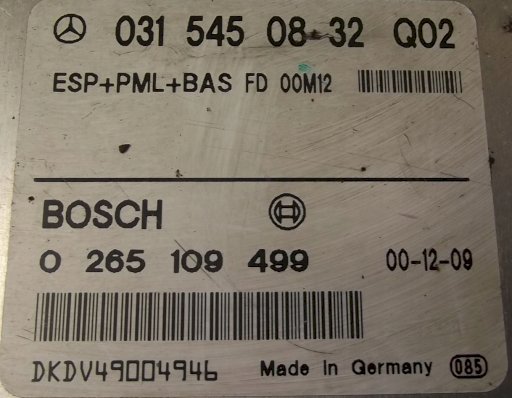 031 545 08 32 Q02
ESP+PML+BAS FD 00M12
BOSCH
0 265 109 499 00-12-09
DKDV49004946 Made In Germany 085